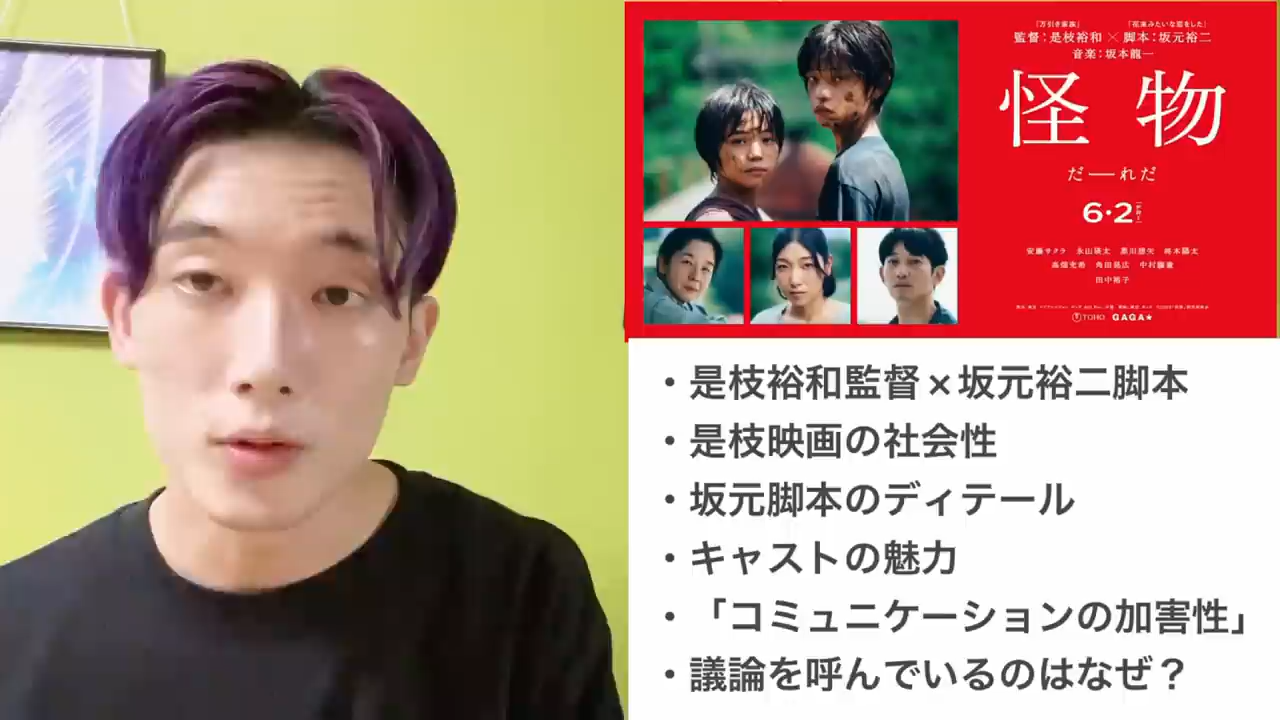 「万引き家族」 「花束みたいな恋をした」
監督：是枝裕和 × 脚本：坂元裕二
音楽：坂本龍一
怪物
だーれだ
6・2
安藤サクラ 永山瑛太 黒川想矢 柊木陽太
高畑充希 角田晃広 中村獅童
田中裕子
TOHO GAGA★
・是枝裕和監督×坂元裕二脚本
・是枝映画の社会性
・坂元脚本のディテール
・キャストの魅力
・「コミュニケーションの加害性」
・議論を呼んでいるのはなぜ？